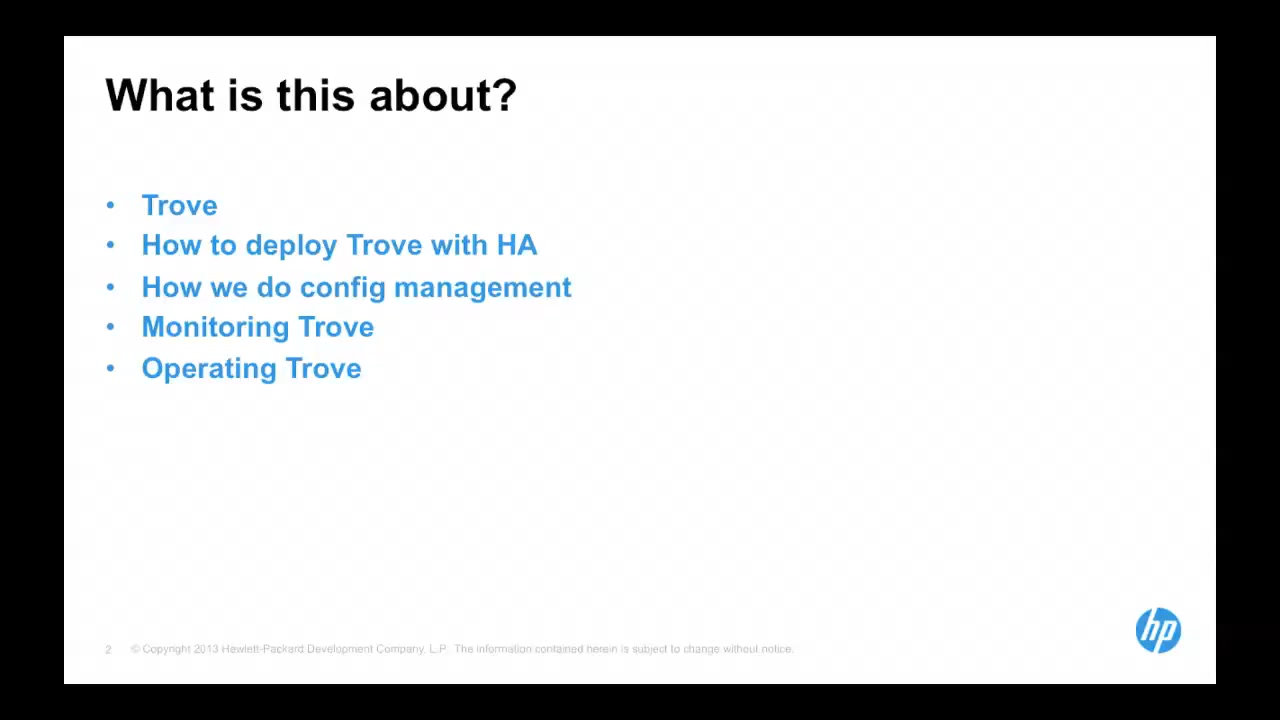 What is this about?
• Trove
• How to deploy Trove with HA
• How we do config management
• Monitoring Trove
• Operating Trove
hp
2 © Copyright 2013 Hewlett-Packard Development Company, L.P. The information contained herein is subject to change without notice.